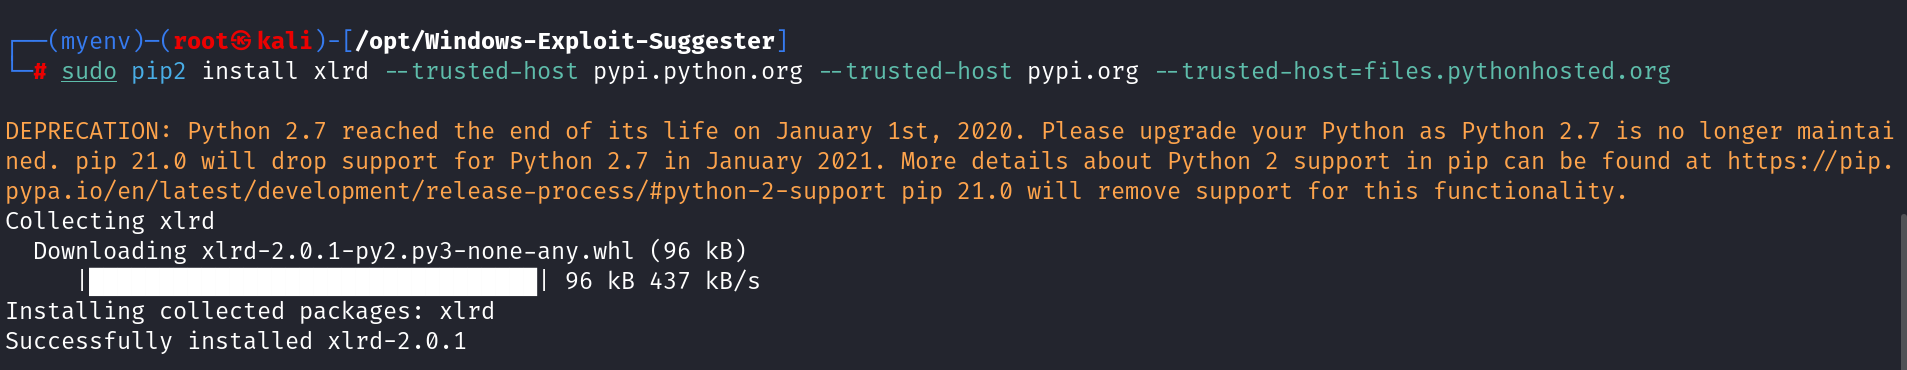 ┌──(myenv)─(root㉿kali)-[/opt/Windows-Exploit-Suggester]
└─# sudo pip2 install xlrd --trusted-host pypi.python.org --trusted-host pypi.org --trusted-host=files.pythonhosted.org
DEPRECATION: Python 2.7 reached the end of its life on January 1st, 2020. Please upgrade your Python as Python 2.7 is no longer maintai
ned. pip 21.0 will drop support for Python 2.7 in January 2021. More details about Python 2 support in pip can be found at https://pip.
pypa.io/en/latest/development/release-process/#python-2-support pip 21.0 will remove support for this functionality.
Collecting xlrd
  Downloading xlrd-2.0.1-py2.py3-none-any.whl (96 kB)
     |████████████████████████████████| 96 kB 437 kB/s
Installing collected packages: xlrd
Successfully installed xlrd-2.0.1